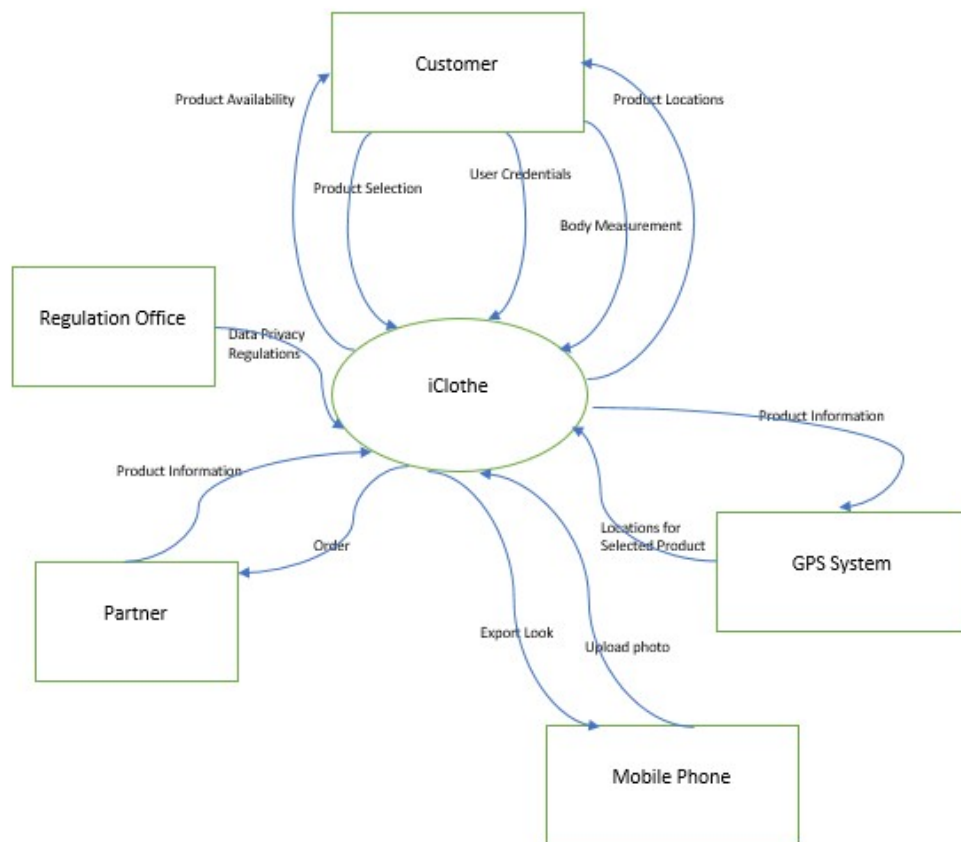 Customer
Product Availability
Product Locations
Product Selection
User Credentials
Body Measurement
Regulation Office
Data Privacy
Regulations
iClothe
Product Information
Product Information
Locations for
Selected Product
GPS System
Order
Partner
Export Look
Upload photo
Mobile Phone